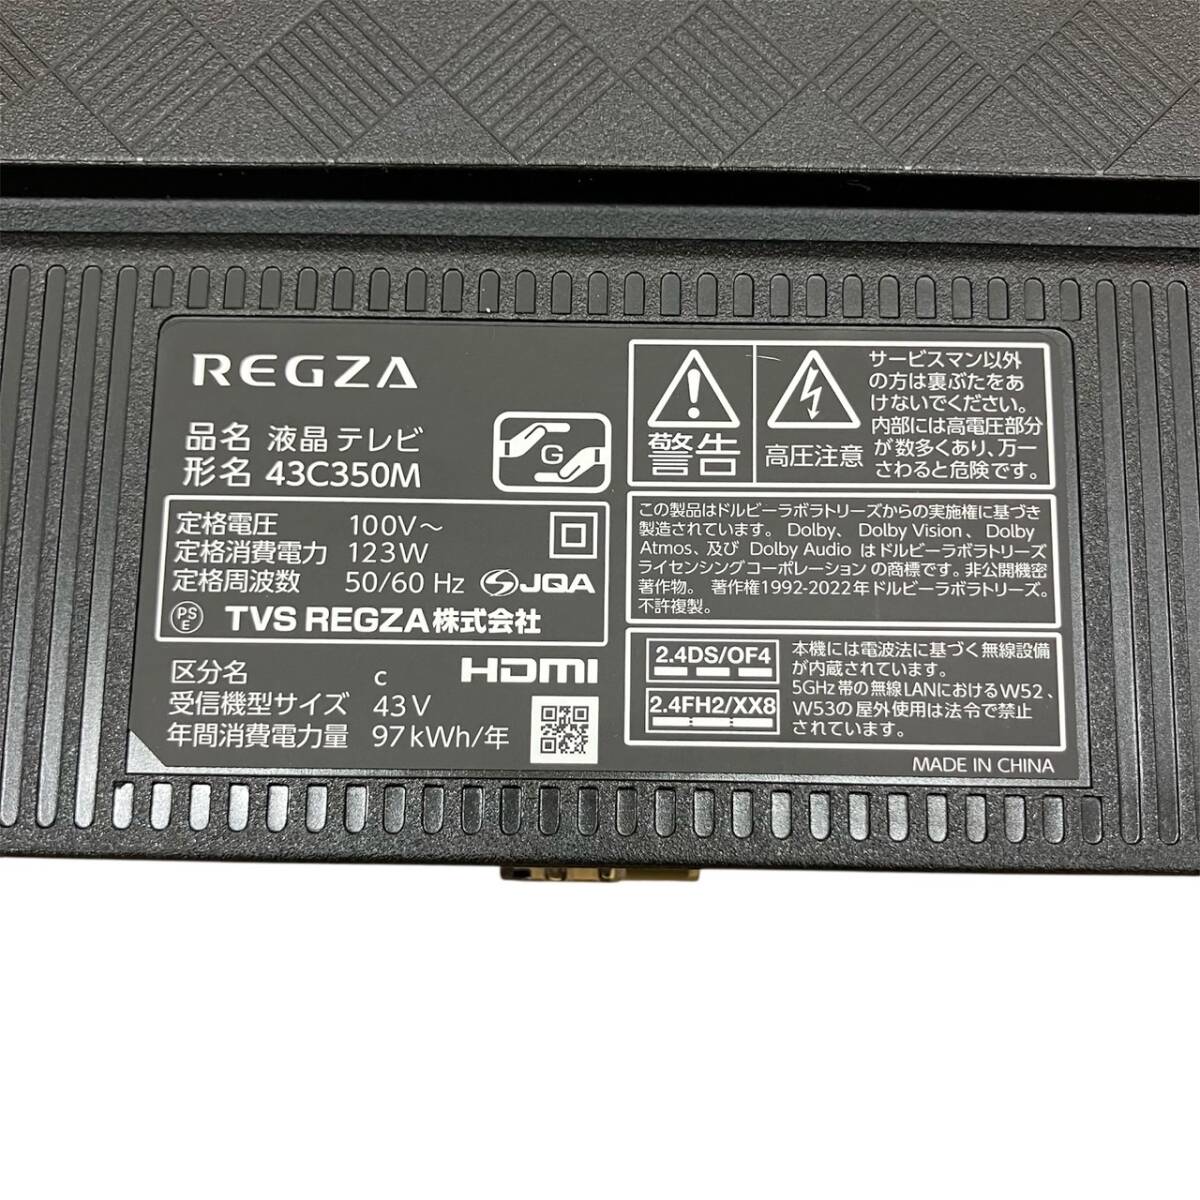 REGZA
品名 液晶テレビ
形名 43C350M
G
定格電圧 100V～
定格消費電力 123W
定格周波数 50/60 Hz
JQA
PS
E
TVS REGZA株式会社
区分名 c
HDMI
受信機型サイズ 43V
年間消費電力量 97kWh/年
警告
高圧注意
サービスマン以外
の方は裏ぶたをあ
けないでください。
内部には高電圧部分
が数多くあり、万一
さわると危険です。
この製品はドルビーラボラトリーズからの実施権に基づき
製造されています。Dolby、Dolby Vision、Dolby
Atmos、及び Dolby Audio はドルビーラボラトリーズ
ライセンシングコーポレーションの商標です。非公開機密
著作物。 著作権1992-2022年ドルビーラボラトリーズ。
不許複製。
2.4DS/OF4
2.4FH2/XX8
本機には電波法に基づく無線設備
が内蔵されています。
5GHz帯の無線LANにおけるW52、
W53の屋外使用は法令で禁止
されています。
MADE IN CHINA